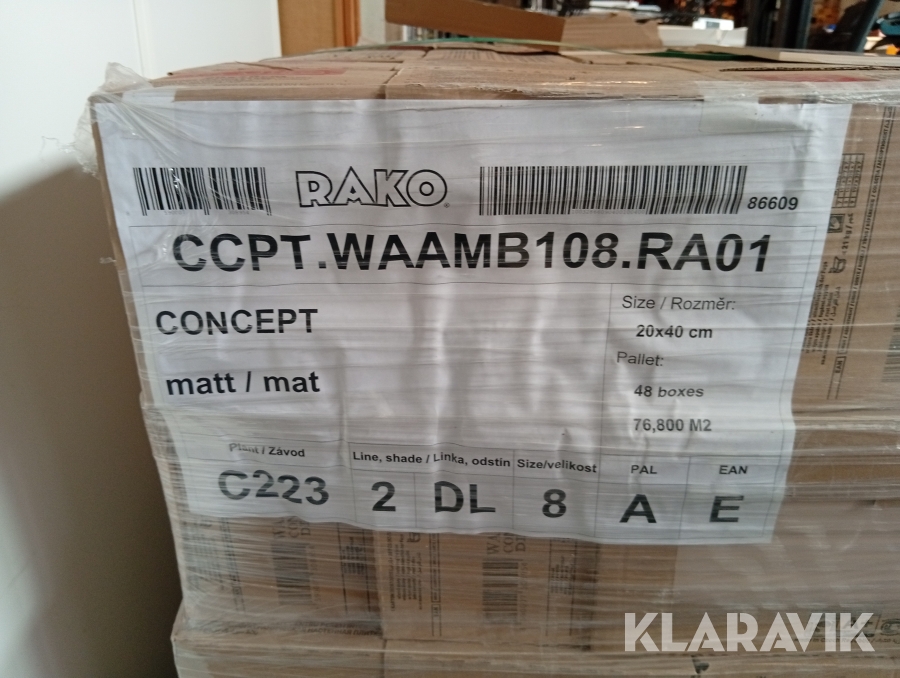 RAKO
86609
CCPT.WAAMB108.RA01
CONCEPT
matt / mat
Size / Rozměr:
20x40 cm
Pallet:
48 boxes
76,800 M2
Plant / Závod
Line, shade / Linka, odstin
Size/velikost
PAL
EAN
C223
2
DL
8
A
E
KLARAVIK